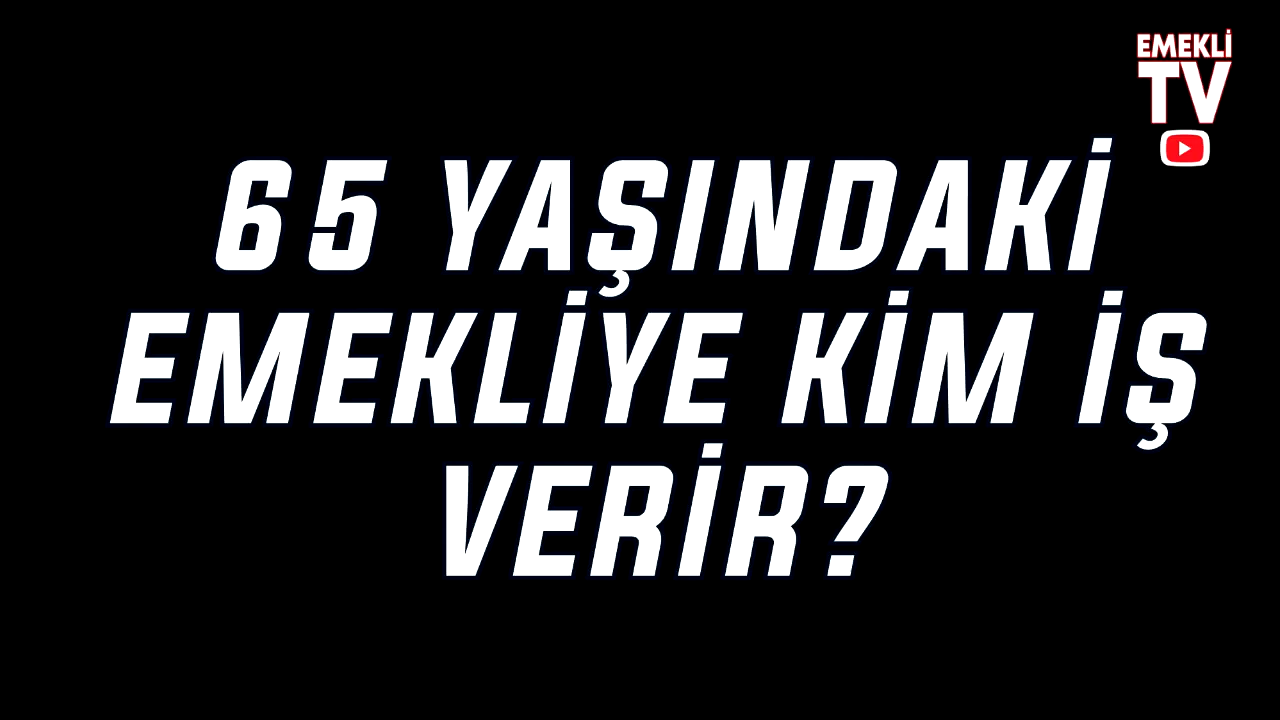 EMEKLİ
TV
65 YAŞINDAKİ
EMEKLİYE KİM İŞ
VERİR?